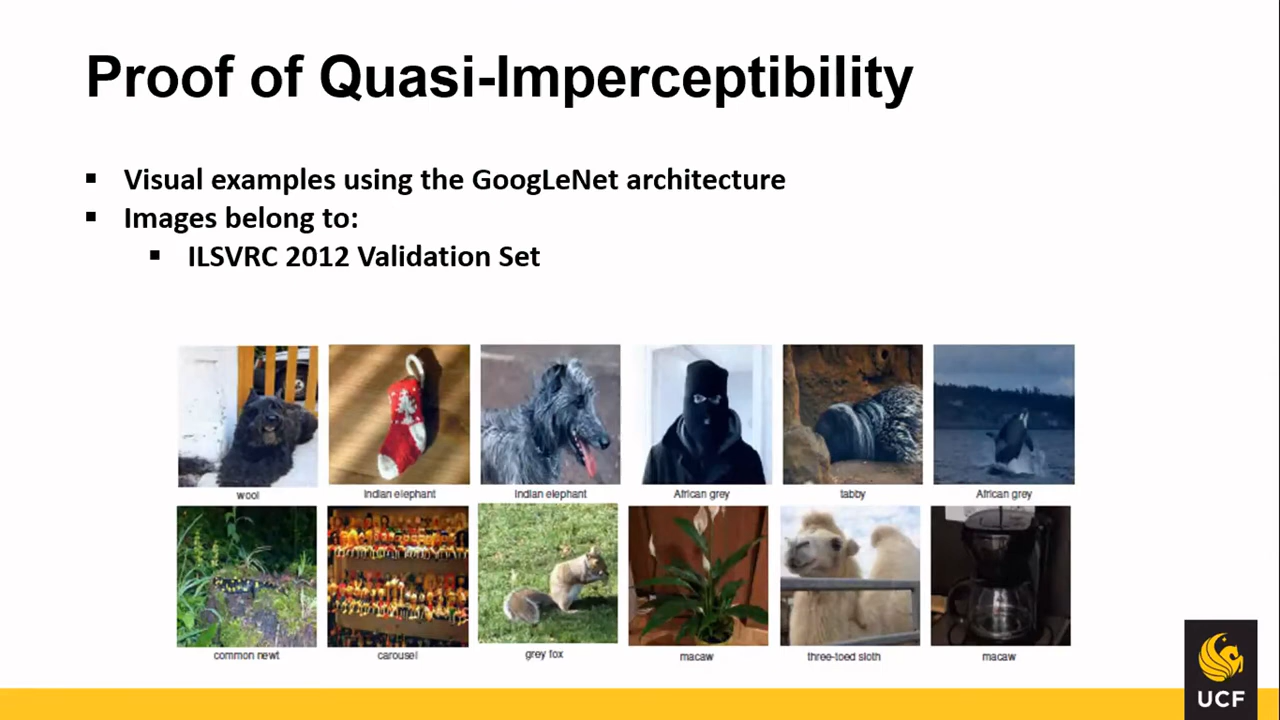 Proof of Quasi-Imperceptibility
▪ Visual examples using the GoogLeNet architecture
▪ Images belong to:
▪ ILSVRC 2012 Validation Set
wool
Indian elephant
Indian elephant
African grey
tabby
African grey
common newt
carousel
grey fox
macaw
three-toed sloth
macaw
UCF